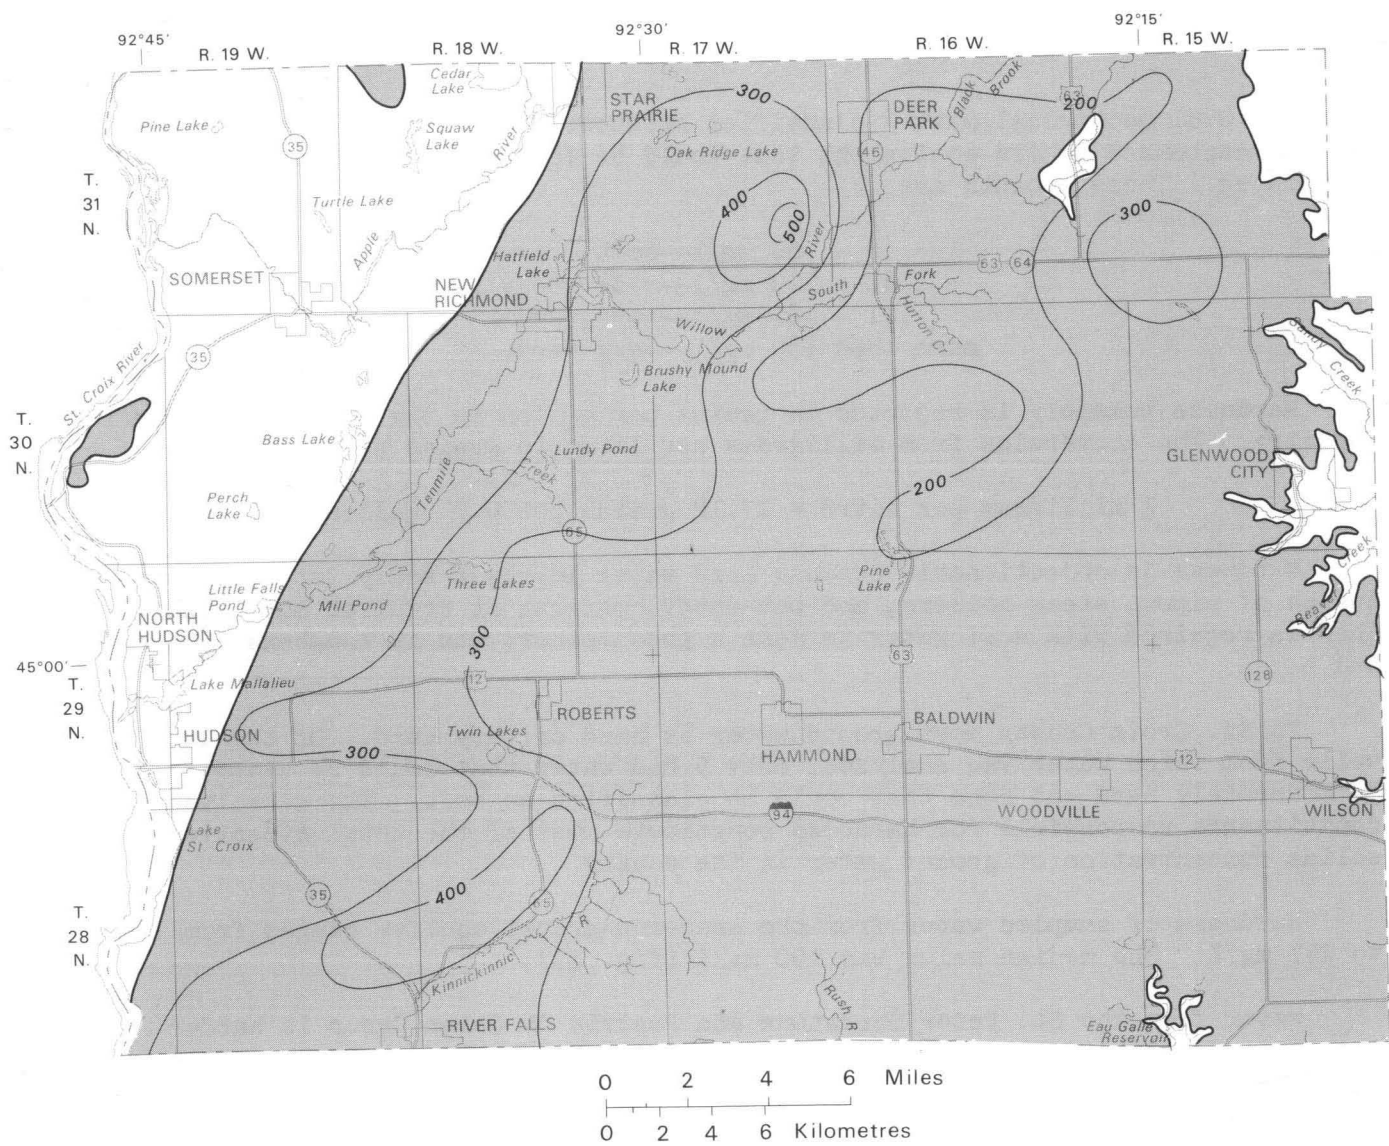 92°45′
R. 19 W.
R. 18 W.
92°30′
R. 17 W.
R. 16 W.
92°15′
R. 15 W.
Cedar
Lake
STAR
PRAIRIE
300
DEER
PARK
Black
Brook
63
200
Pine Lake
35
Squaw
Lake
River
Oak Ridge Lake
46
T.
31
N.
Turtle Lake
400
500
300
Apple
River
Hatfield
Lake
SOMERSET
NEW
RICHMOND
South
Fork
63
64
Hutton Cr
Willow
Sandy
Creek
35
St. Croix River
Brushy Mound
Lake
T.
30
N.
Bass Lake
Tenmile
Creek
Lundy Pond
GLENWOOD
CITY
200
Perch
Lake
65
Little Falls
Pond
Mill Pond
Three Lakes
Pine
Lake
Beaver
Creek
NORTH
HUDSON
300
63
45°00′
T.
29
N.
Lake Mallalieu
12
128
HUDSON
300
Twin Lakes
ROBERTS
HAMMOND
BALDWIN
12
94
WOODVILLE
WILSON
Lake
St. Croix
35
400
65
T.
28
N.
Kinnickinnic
R
Rush R
RIVER FALLS
Eau Galle
Reservoir
0 2 4 6 Miles
0 2 4 6 Kilometres